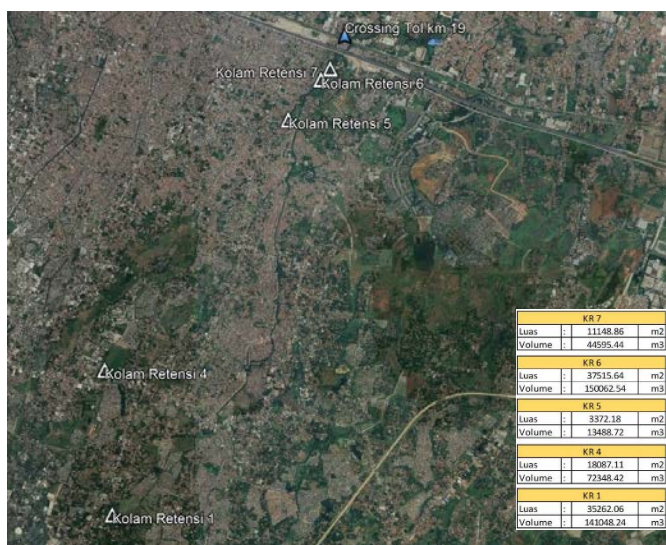 Crossing Tol km 19
Kolam Retensi 7
Kolam Retensi 6
Kolam Retensi 5
Kolam Retensi 4
Kolam Retensi 1
KR 7
Luas : 11148.86 m2
Volume : 44595.44 m3
KR 6
Luas : 37515.64 m2
Volume : 150062.54 m3
KR 5
Luas : 3372.18 m2
Volume : 13488.72 m3
KR 4
Luas : 18087.11 m2
Volume : 72348.42 m3
KR 1
Luas : 35262.06 m2
Volume : 141048.24 m3